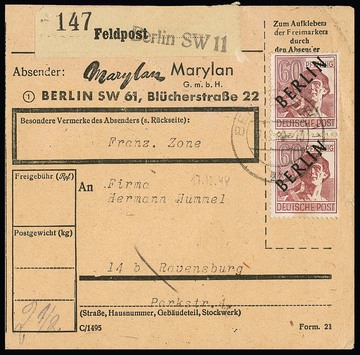 147 Feldpost Berlin SW 11
Zum Aufkleben
der Freimarken
durch
den Absender
Absender: Marylan Marylan
G. m. b. H.
① BERLIN SW 61, Blücherstraße 22
60
BERLIN
DEUTSCHE POST
60
BERLIN
DEUTSCHE POST
Besondere Vermerke des Absenders (s. Rückseite):
Franz. Zone
Freigebühr (Rpf)
An Firma
Hermann Hummel
Postgewicht (kg)
14 b Ravensburg
Parkstr.
(Straße, Hausnummer, Gebäudeteil, Stockwerk)
C/1495
Form. 21